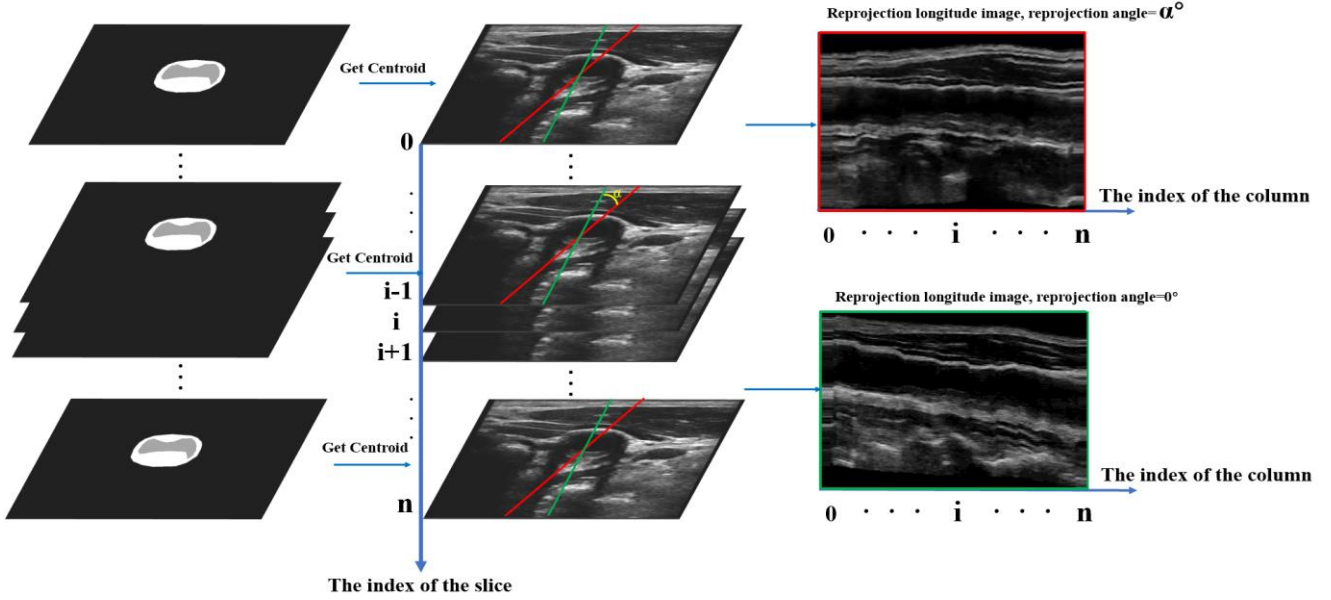 Reprojection longitude image, reprojection angle= α°
Get Centroid
0
α
The index of the column
0 · · · i · · · n
Get Centroid
i-1
i
i+1
Reprojection longitude image, reprojection angle=0°
Get Centroid
n
The index of the column
0 · · · i · · · n
The index of the slice